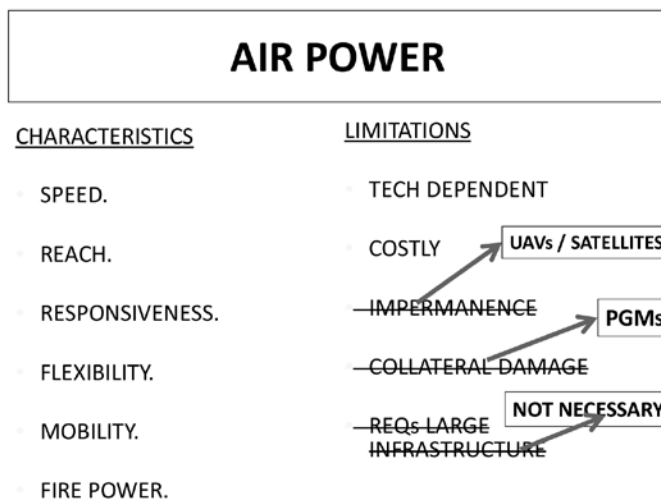 AIR POWER
CHARACTERISTICS
SPEED.
REACH.
RESPONSIVENESS.
FLEXIBILITY.
MOBILITY.
FIRE POWER.
LIMITATIONS
TECH DEPENDENT
COSTLY
UAVs / SATELLITES
IMPERMANENCE
PGMs
COLLATERAL DAMAGE
NOT NECESSARY
REQs LARGE
INFRASTRUCTURE